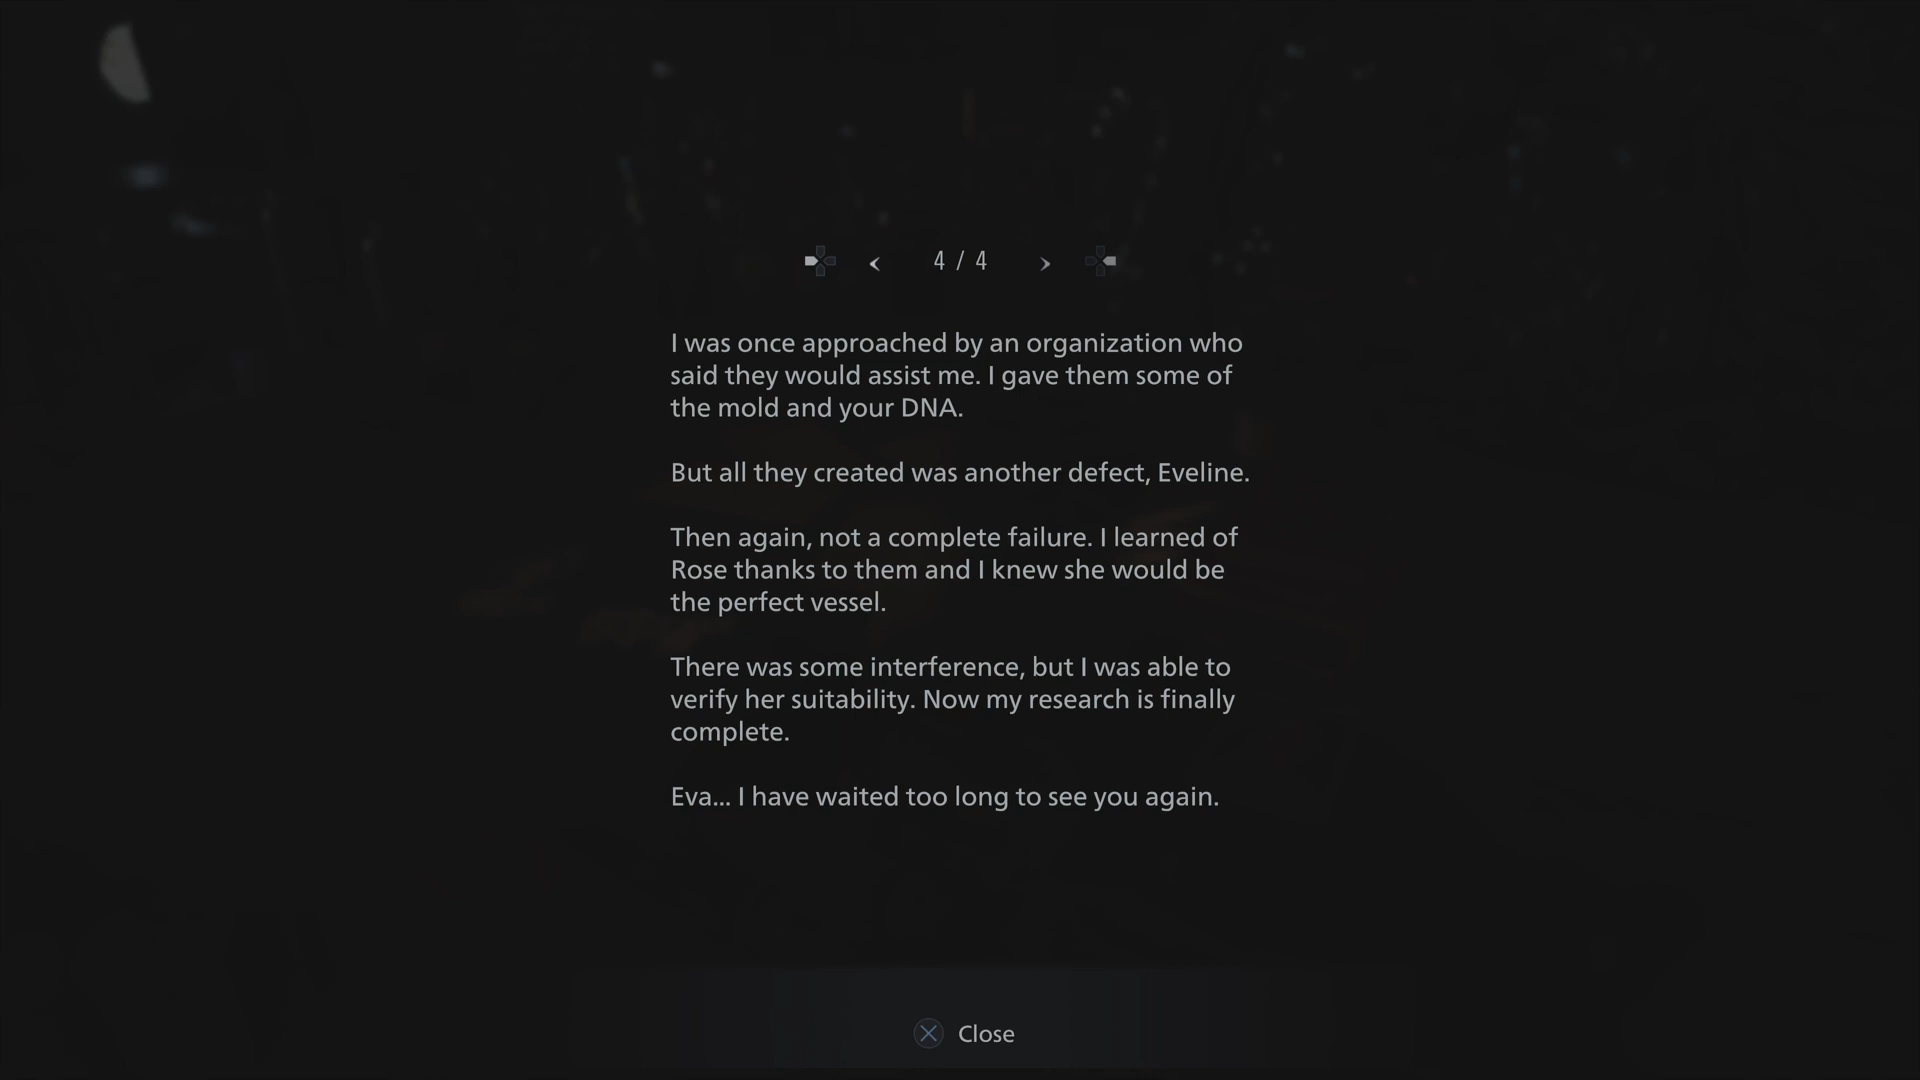 4 / 4
I was once approached by an organization who
said they would assist me. I gave them some of
the mold and your DNA.
But all they created was another defect, Eveline.
Then again, not a complete failure. I learned of
Rose thanks to them and I knew she would be
the perfect vessel.
There was some interference, but I was able to
verify her suitability. Now my research is finally
complete.
Eva... I have waited too long to see you again.
Close